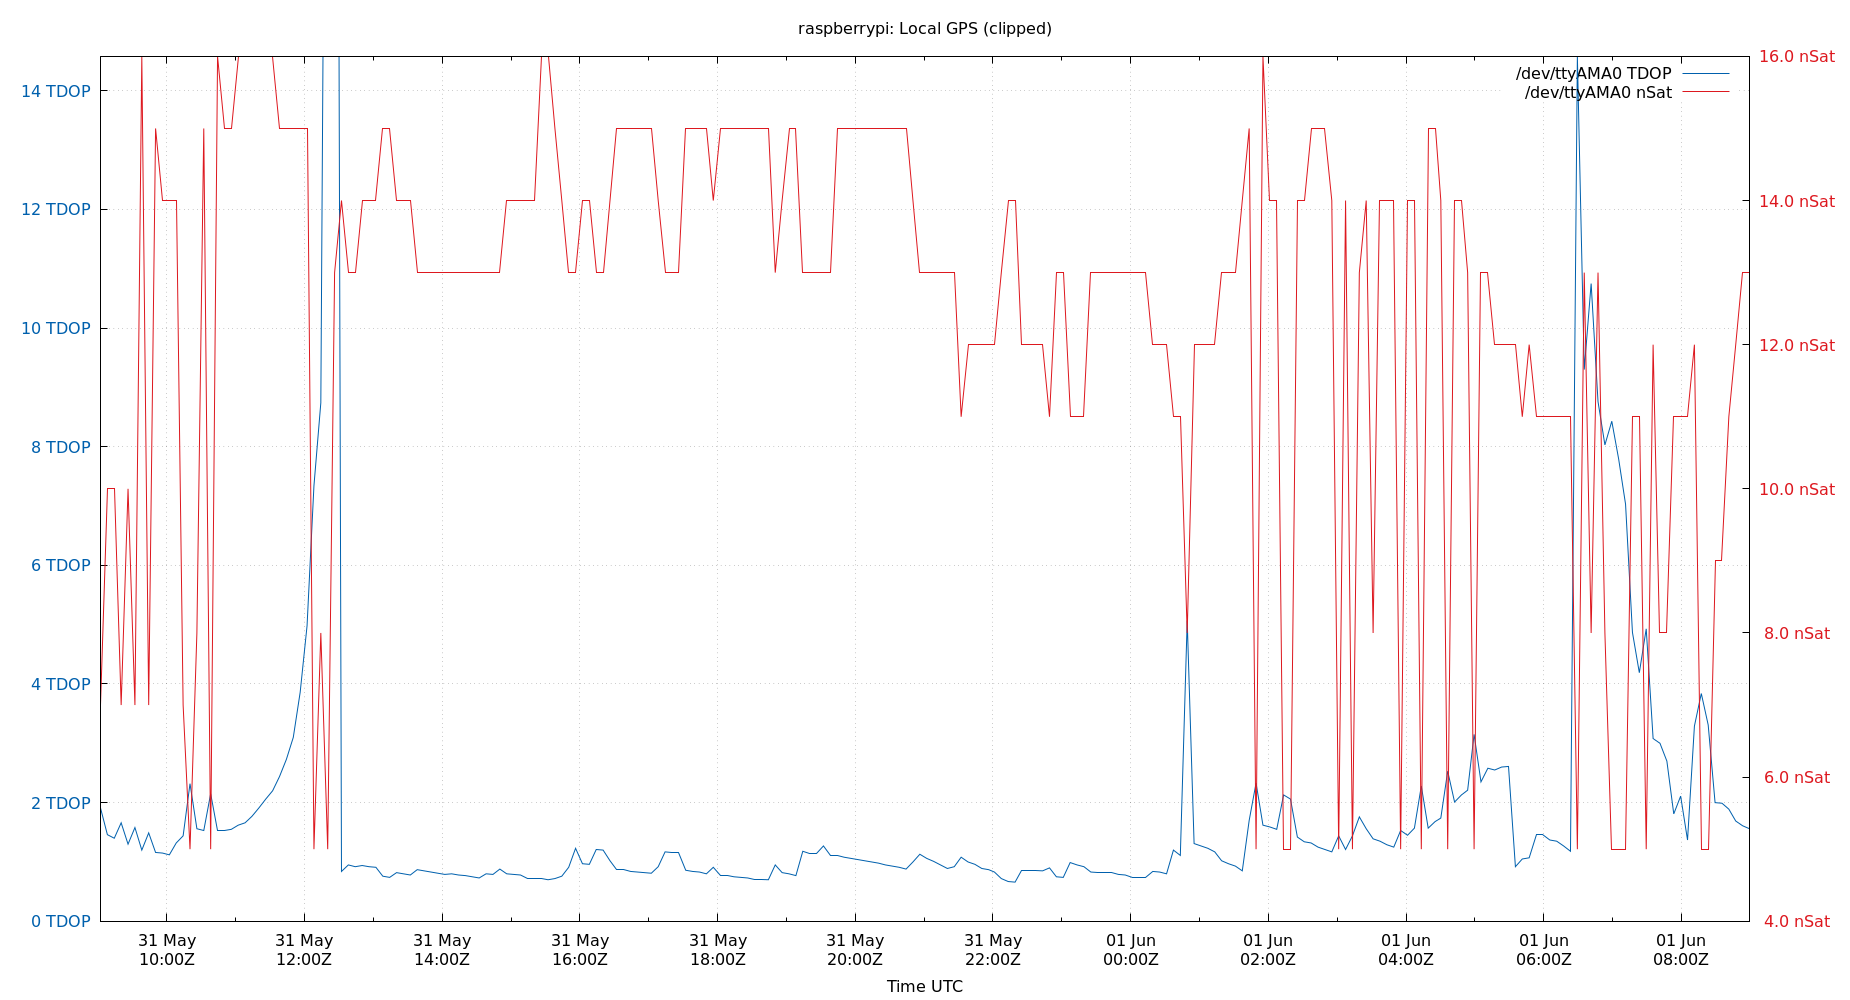 raspberrypi: Local GPS (clipped)
/dev/ttyAMA0 TDOP
/dev/ttyAMA0 nSat
14 TDOP
12 TDOP
10 TDOP
8 TDOP
6 TDOP
4 TDOP
2 TDOP
0 TDOP
16.0 nSat
14.0 nSat
12.0 nSat
10.0 nSat
8.0 nSat
6.0 nSat
4.0 nSat
31 May
10:00Z
31 May
12:00Z
31 May
14:00Z
31 May
16:00Z
31 May
18:00Z
31 May
20:00Z
31 May
22:00Z
01 Jun
00:00Z
01 Jun
02:00Z
01 Jun
04:00Z
01 Jun
06:00Z
01 Jun
08:00Z
Time UTC